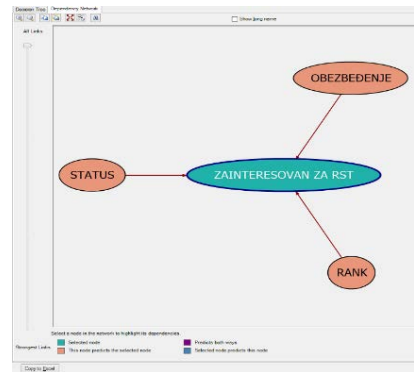 Decision Tree Dependency Network
Show long name
All Links
OBEZBEĐENJE
STATUS
ZAINTERESOVAN ZA RST
RANK
Select a node in the network to highlight its dependencies.
Strongest Links
Selected node
Predicts both ways
This node predicts the selected node
Selected node predicts this node
Copy to Excel